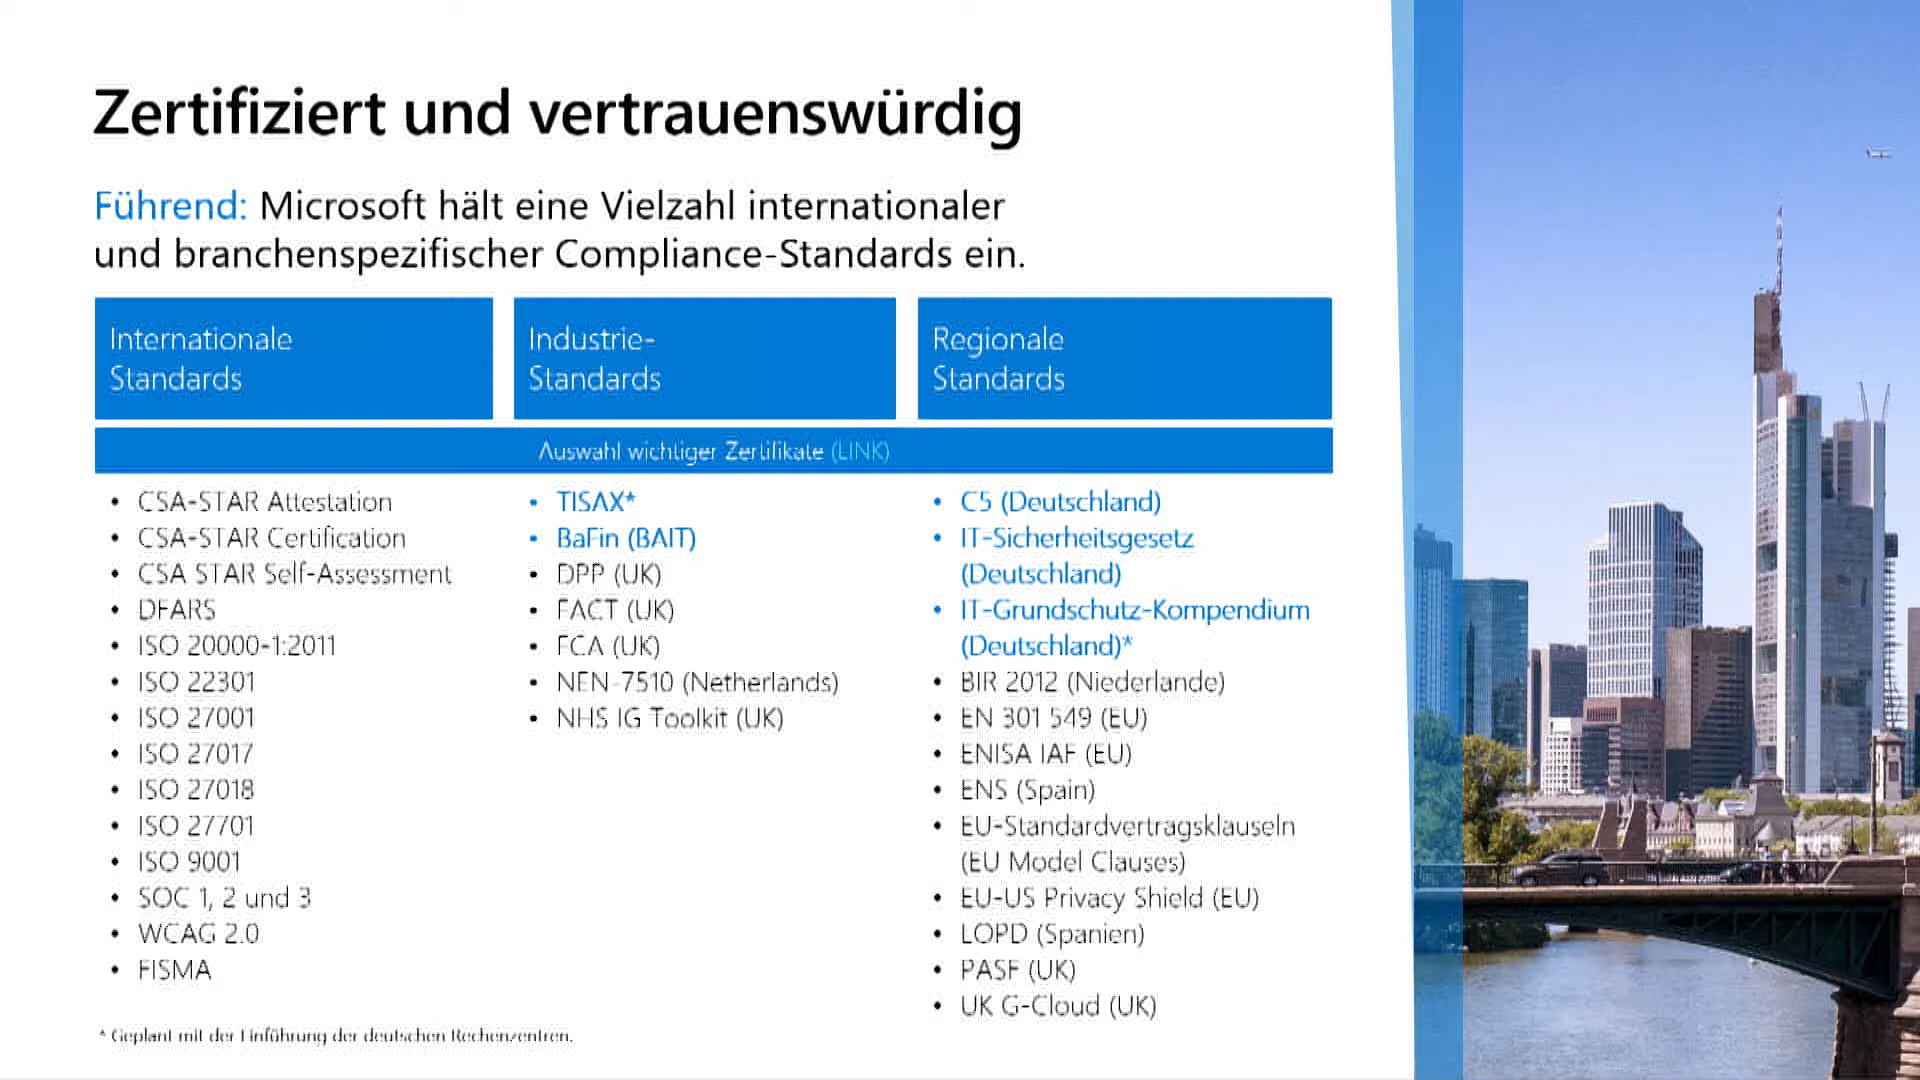 Zertifiziert und vertrauenswürdig
Führend: Microsoft hält eine Vielzahl internationaler
und branchenspezifischer Compliance-Standards ein.
Internationale
Standards
Industrie-
Standards
Regionale
Standards
Auswahl wichtiger Zertifikate (LINK)
• CSA-STAR Attestation
• CSA-STAR Certification
• CSA STAR Self-Assessment
• DFARS
• ISO 20000-1:2011
• ISO 22301
• ISO 27001
• ISO 27017
• ISO 27018
• ISO 27701
• ISO 9001
• SOC 1, 2 und 3
• WCAG 2.0
• FISMA
• TISAX*
• BaFin (BAIT)
• DPP (UK)
• FACT (UK)
• FCA (UK)
• NEN-7510 (Netherlands)
• NHS IG Toolkit (UK)
• C5 (Deutschland)
• IT-Sicherheitsgesetz
(Deutschland)
• IT-Grundschutz-Kompendium
(Deutschland)*
• BIR 2012 (Niederlande)
• EN 301 549 (EU)
• ENISA IAF (EU)
• ENS (Spain)
• EU-Standardvertragsklauseln
(EU Model Clauses)
• EU-US Privacy Shield (EU)
• LOPD (Spanien)
• PASF (UK)
• UK G-Cloud (UK)
* Geplant mit der Einführung der deutschen Rechenzentren.